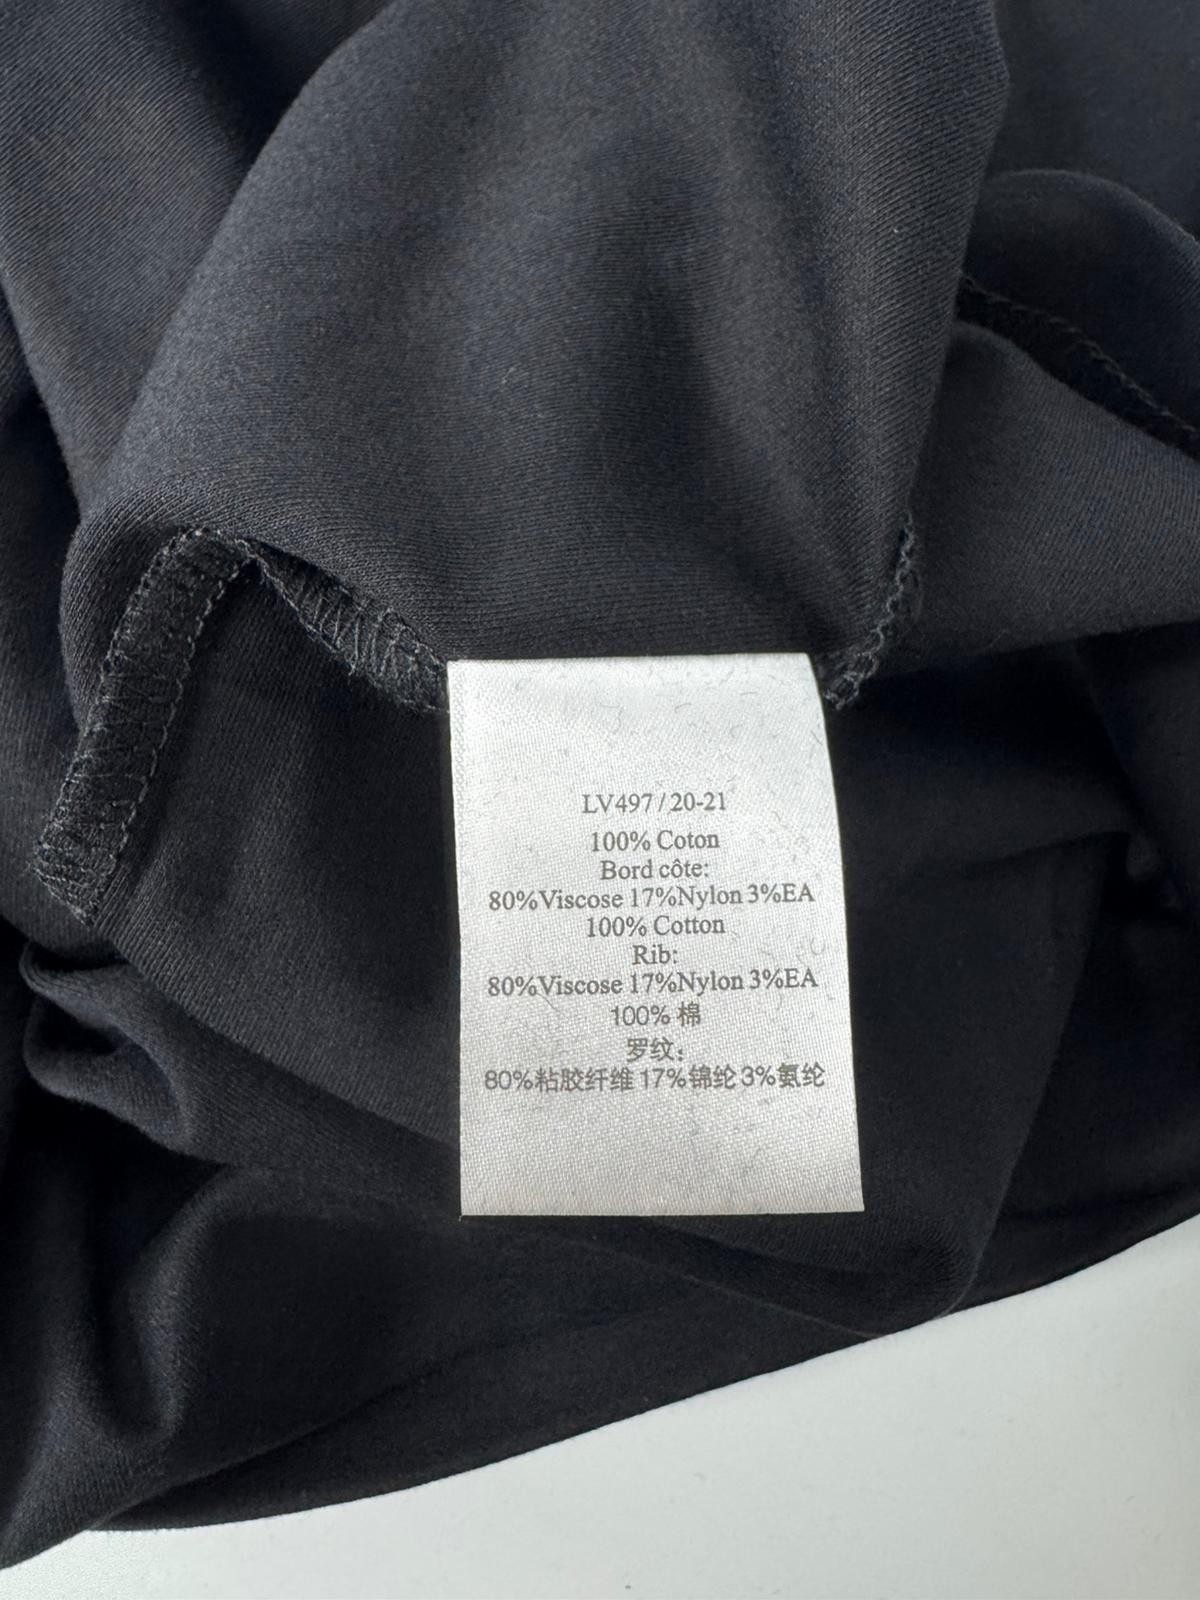 LV497 / 20-21
100% Coton
Bord côte:
80%Viscose 17%Nylon 3%EA
100% Cotton
Rib:
80%Viscose 17%Nylon 3%EA
100% 棉
罗纹：
80%粘胶纤维 17%锦纶 3%氨纶